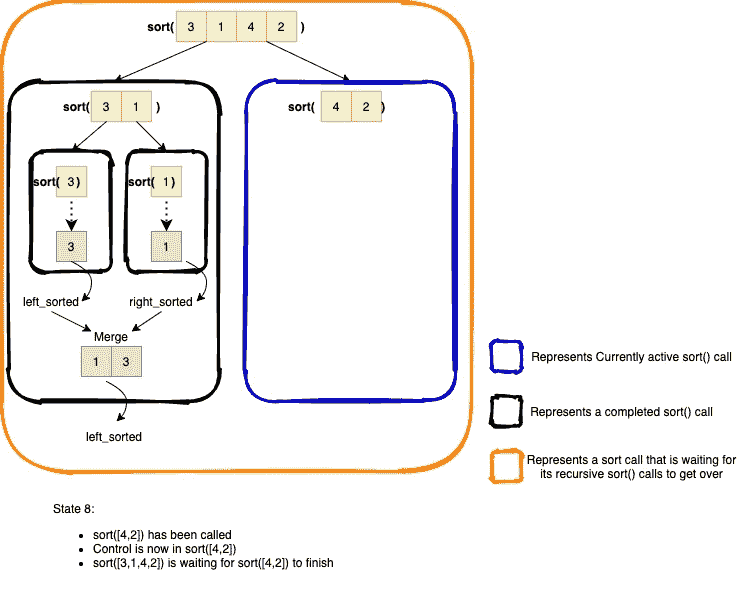 sort( 3 1 4 2 )
sort( 3 1 )
sort( 4 2 )
sort( 3 )
sort( 1 )
3
1
left_sorted
right_sorted
Merge
1 3
left_sorted
Represents Currently active sort() call
Represents a completed sort() call
Represents a sort call that is waiting for
its recursive sort() calls to get over
State 8:
• sort([4,2]) has been called
• Control is now in sort([4,2])
• sort([3,1,4,2]) is waiting for sort([4,2]) to finish